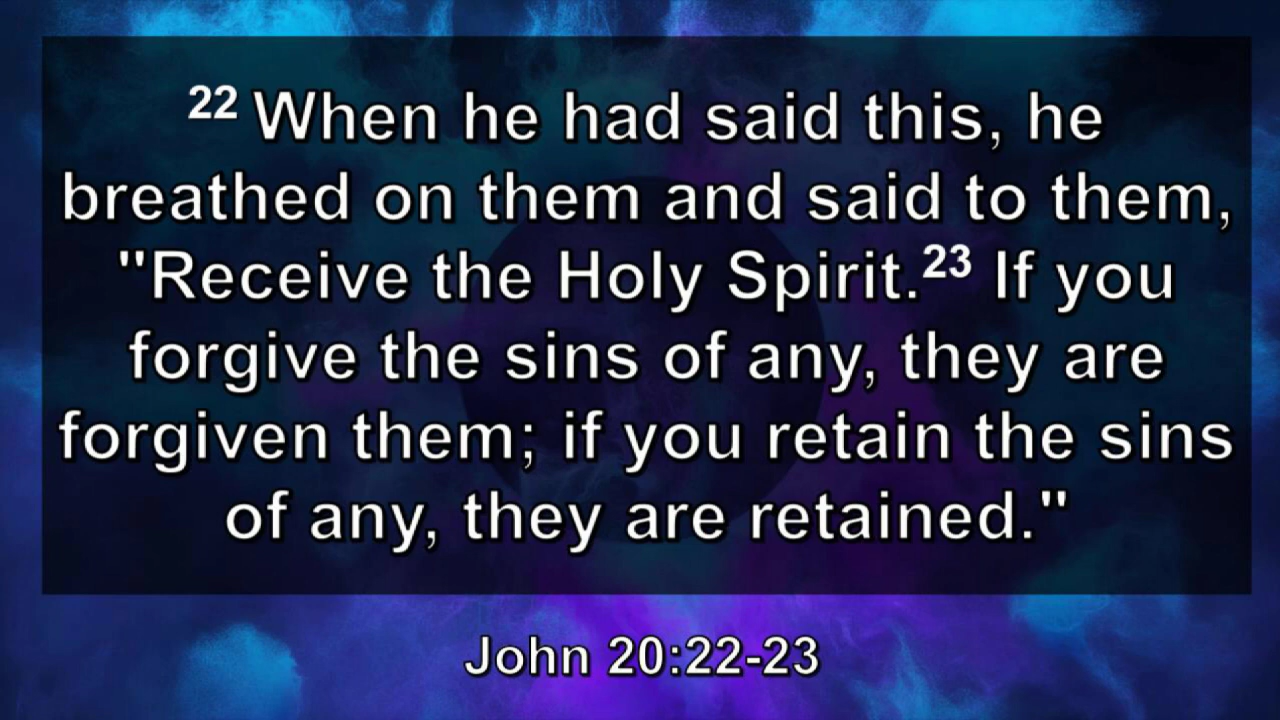 22 When he had said this, he
breathed on them and said to them,
"Receive the Holy Spirit.23 If you
forgive the sins of any, they are
forgiven them; if you retain the sins
of any, they are retained."
John 20:22-23